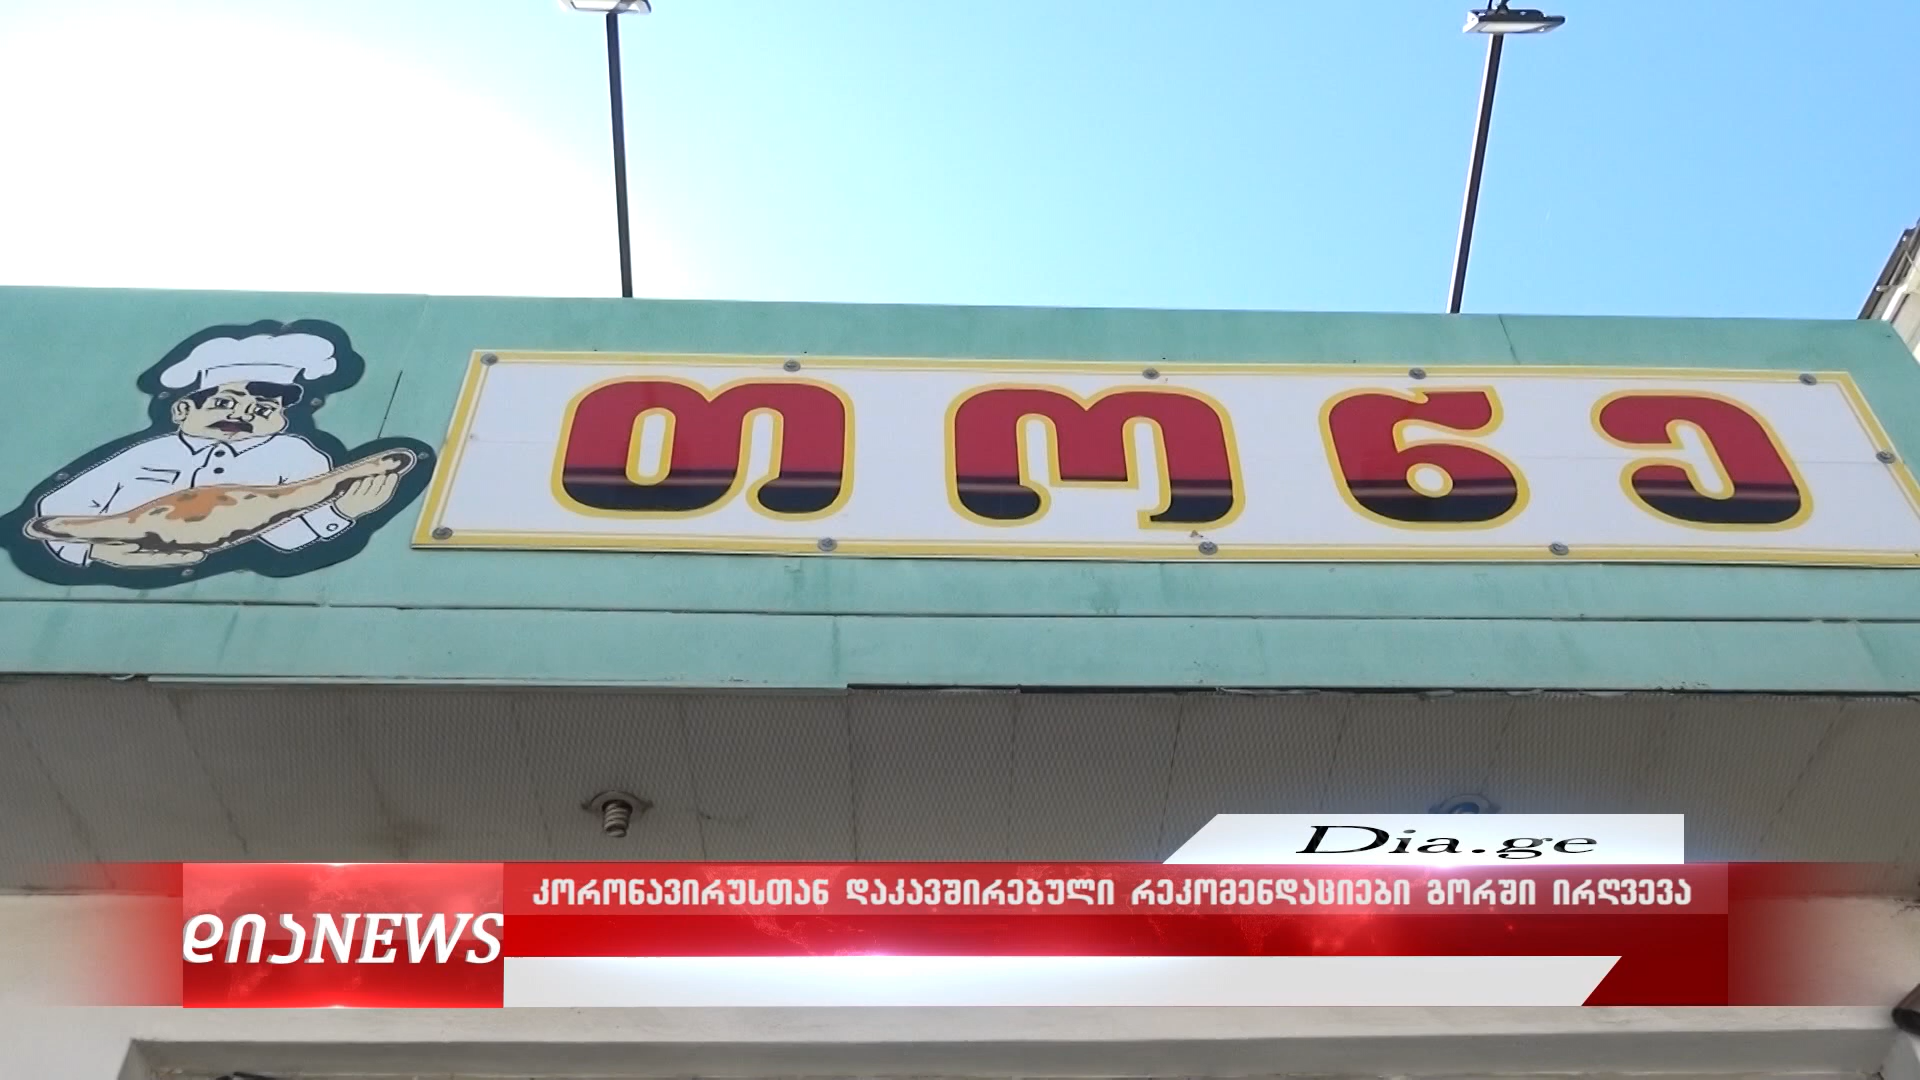 თონე
Dia.ge
კორონავირუსთან დაკავშირებული რეკომენდაციები გორში ირღვევა
დიაNEWS